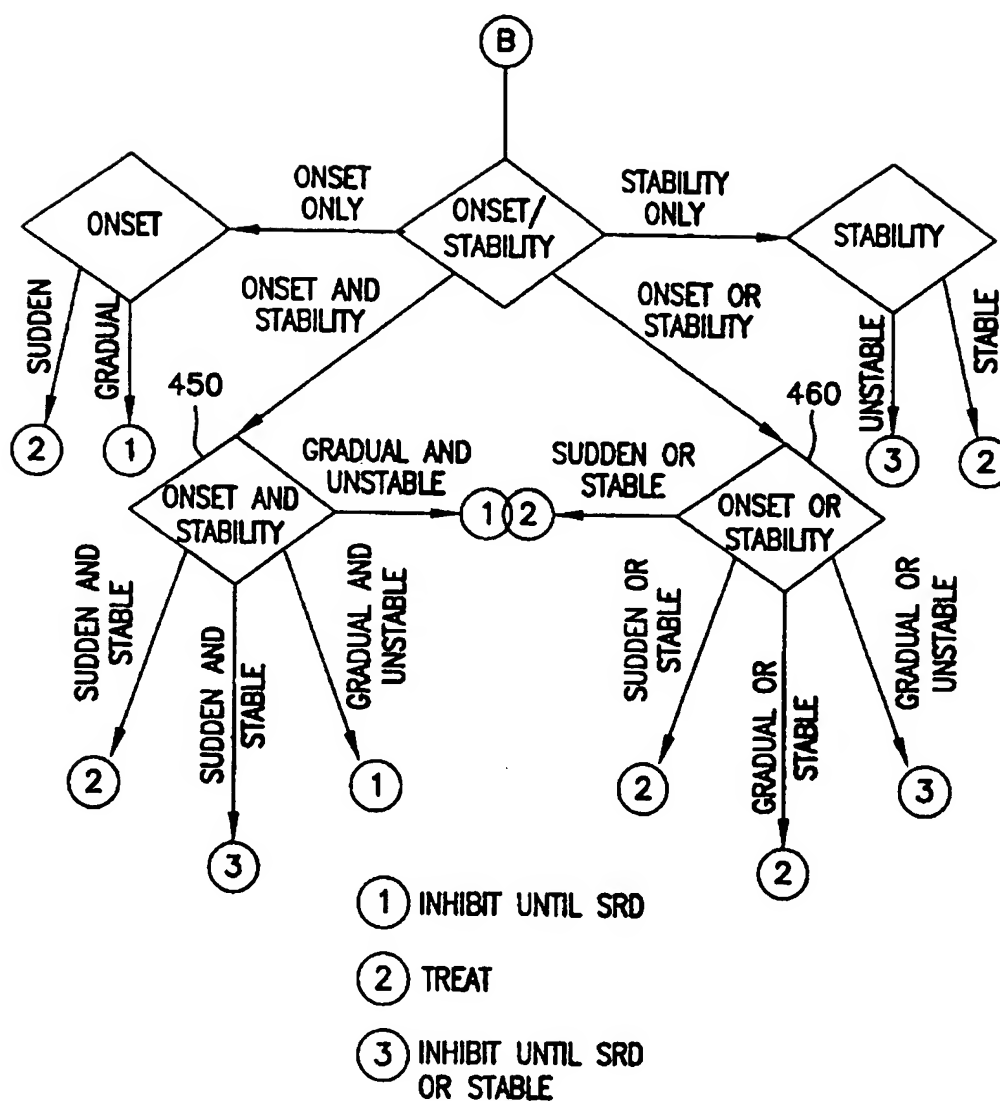 B
ONSET
ONLY
STABILITY
ONLY
ONSET
ONSET/
STABILITY
STABILITY
SUDDEN
GRADUAL
ONSET AND
STABILITY
ONSET OR
STABILITY
UNSTABLE
STABLE
2
1
450
460
3
2
GRADUAL AND
UNSTABLE
SUDDEN OR
STABLE
ONSET AND
STABILITY
1
2
ONSET OR
STABILITY
SUDDEN AND
STABLE
SUDDEN AND
STABLE
GRADUAL AND
UNSTABLE
SUDDEN OR
STABLE
GRADUAL OR
STABLE
GRADUAL OR
UNSTABLE
2
1
2
3
3
2
1 INHIBIT UNTIL SRD
2 TREAT
3 INHIBIT UNTIL SRD
OR STABLE